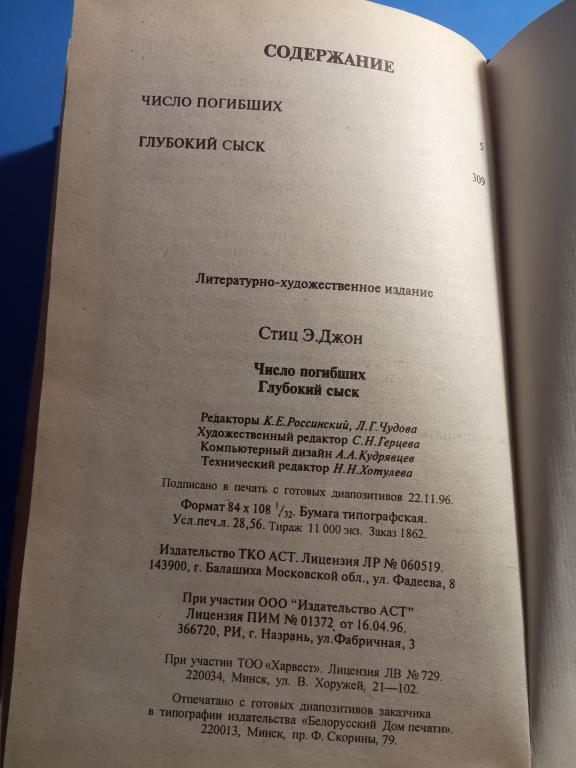 СОДЕРЖАНИЕ
ЧИСЛО ПОГИБШИХ 5
ГЛУБОКИЙ СЫСК 309
Литературно-художественное издание
Стиц Э.Джон
Число погибших
Глубокий сыск
Редакторы К.Е.Россинский, Л.Г.Чудова
Художественный редактор С.Н.Герцева
Компьютерный дизайн А.А.Кудрявцев
Технический редактор Н.Н.Хотулева
Подписано в печать с готовых диапозитивов 22.11.96.
Формат 84 х 108 1/32. Бумага типографская.
Усл.печ.л. 28,56. Тираж 11 000 экз. Заказ 1862.
Издательство ТКО АСТ. Лицензия ЛР № 060519.
143900, г. Балашиха Московской обл., ул. Фадеева, 8
При участии ООО "Издательство АСТ"
Лицензия ПИМ № 01372 от 16.04.96.
366720, РИ, г. Назрань, ул.Фабричная, 3
При участии ТОО «Харвест». Лицензия ЛВ № 729.
220034, Минск, ул. В. Хоружей, 21—102.
Отпечатано с готовых диапозитивов заказчика
в типографии издательства «Белорусский Дом печати».
220013, Минск, пр. Ф. Скорины, 79.